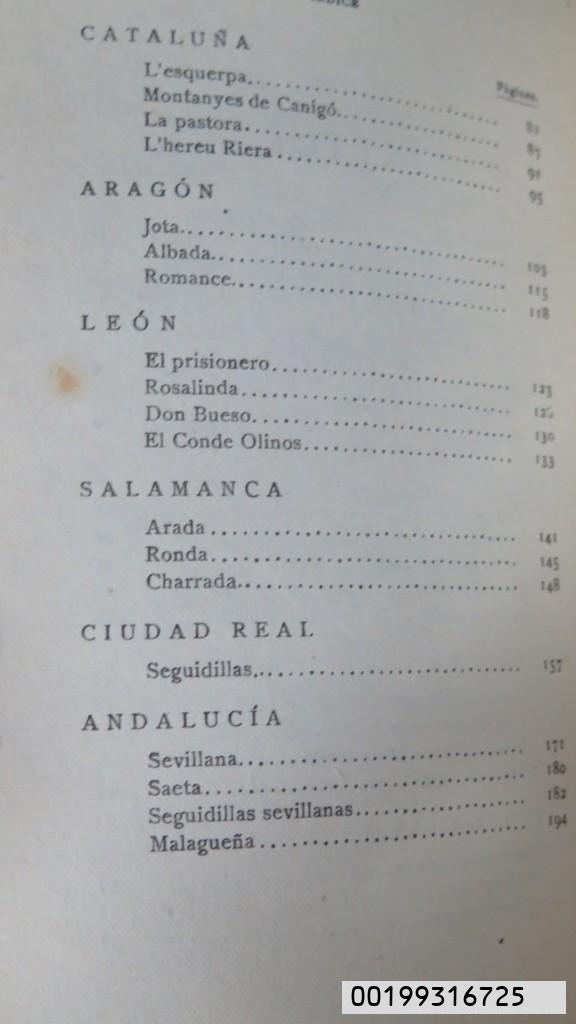 CATALUÑA
Páginas.
L'esquerpa 81
Montanyes de Canigó 87
La pastora 91
L'hereu Riera 95
ARAGÓN
Jota 103
Albada 115
Romance 118
LEÓN
El prisionero 123
Rosalinda 126
Don Bueso 130
El Conde Olinos 133
SALAMANCA
Arada 141
Ronda 145
Charrada 148
CIUDAD REAL
Seguidillas 157
ANDALUCÍA
Sevillana 171
Saeta 180
Seguidillas sevillanas 182
Malagueña 194
00199316725